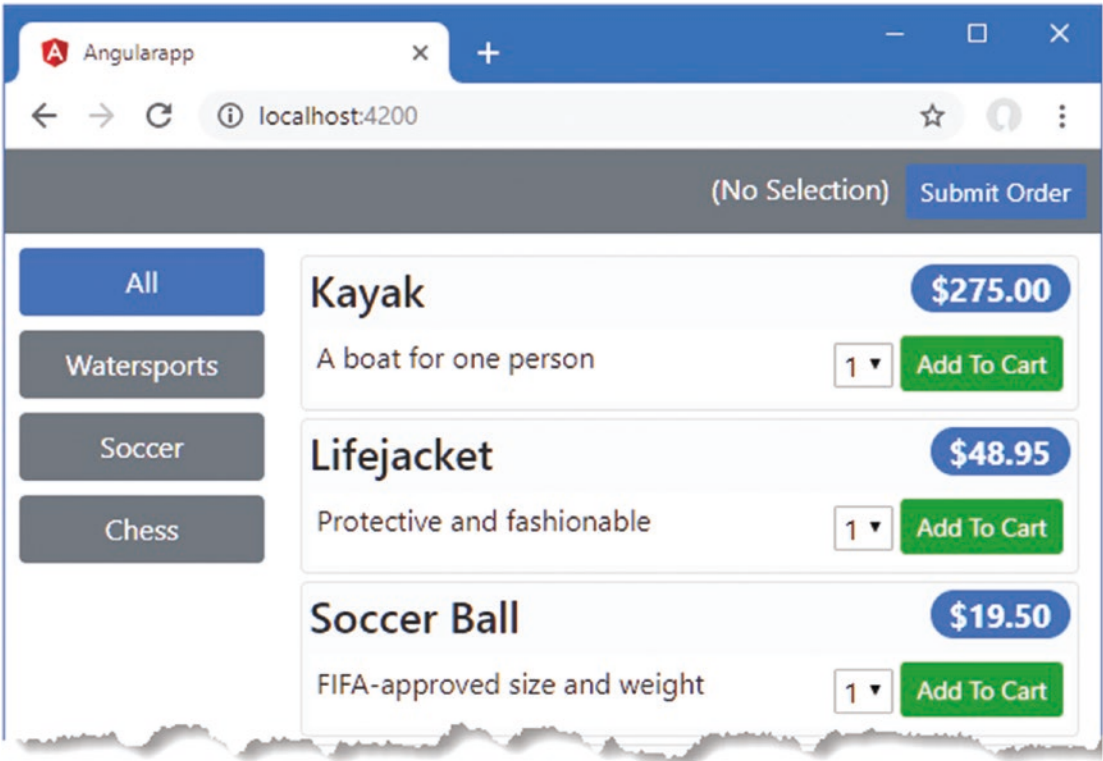 Angularapp
localhost:4200
(No Selection) Submit Order
All
Watersports
Soccer
Chess
Kayak $275.00
A boat for one person 1 Add To Cart
Lifejacket $48.95
Protective and fashionable 1 Add To Cart
Soccer Ball $19.50
FIFA-approved size and weight 1 Add To Cart